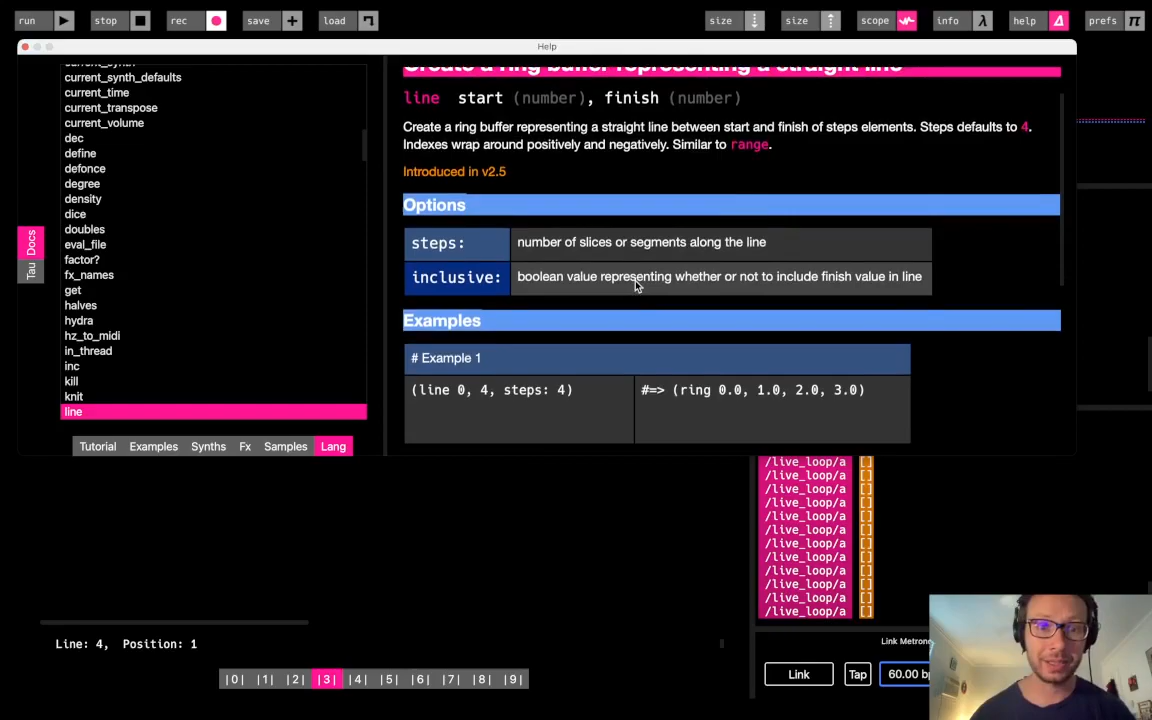 run
stop
rec
save
load
size
size
scope
info
help
prefs
Help
current_synth_defaults
current_time
current_transpose
current_volume
dec
define
defonce
degree
density
dice
doubles
eval_file
factor?
fx_names
get
halves
hydra
hz_to_midi
in_thread
inc
kill
knit
line
Docs
Tau
Tutorial Examples Synths Fx Samples Lang
Create a ring buffer representing a straight line
line start (number), finish (number)
Create a ring buffer representing a straight line between start and finish of steps elements. Steps defaults to 4.
Indexes wrap around positively and negatively. Similar to range.
Introduced in v2.5
Options
steps: number of slices or segments along the line
inclusive: boolean value representing whether or not to include finish value in line
Examples
# Example 1
(line 0, 4, steps: 4) #=> (ring 0.0, 1.0, 2.0, 3.0)
/live_loop/a []
/live_loop/a []
/live_loop/a []
/live_loop/a []
/live_loop/a []
/live_loop/a []
/live_loop/a []
/live_loop/a []
/live_loop/a []
/live_loop/a []
/live_loop/a []
/live_loop/a []
Line: 4, Position: 1
|0| |1| |2| |3| |4| |5| |6| |7| |8| |9|
Link
Link Tap 60.00